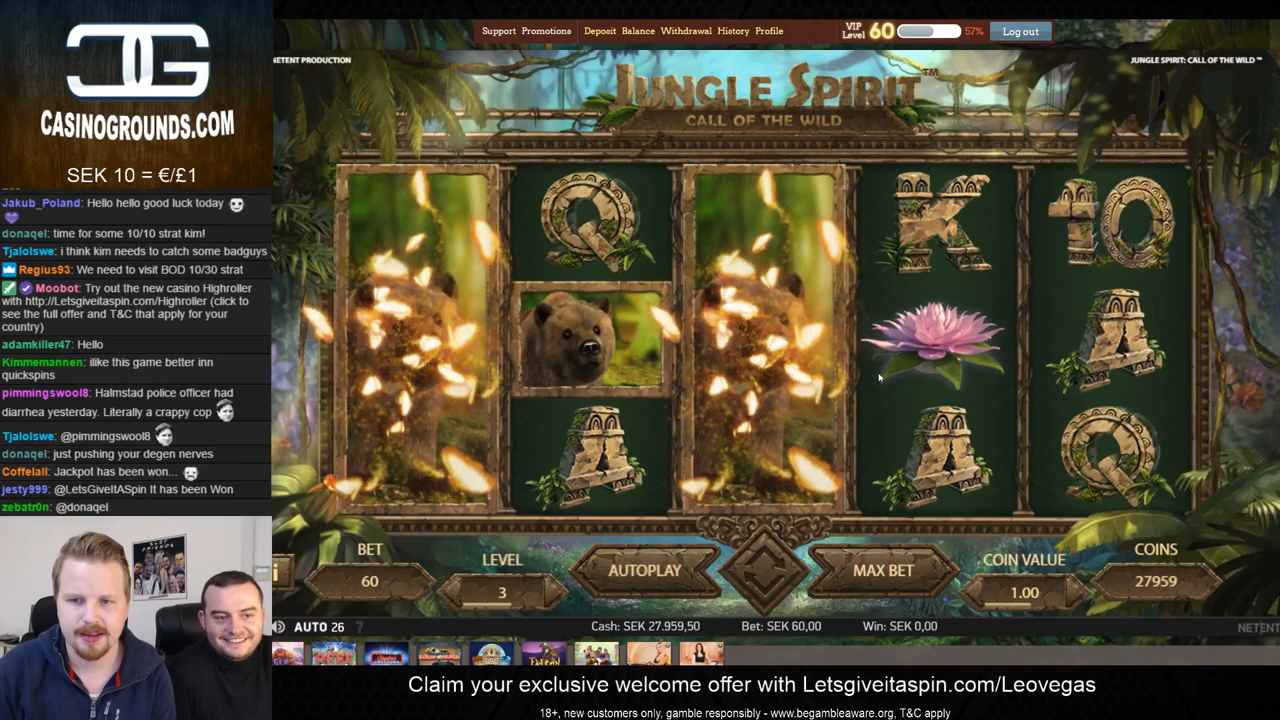 CG
CASINOGROUNDS.COM
SEK 10 = €/£1
Jakub_Poland: Hello hello good luck today
donaqel: time for some 10/10 strat kim!
Tjalolswe: i think kim needs to catch some badguys
Regius93: We need to visit BOD 10/30 strat
Moobot: Try out the new casino Highroller
with http://Letsgiveitaspin.com/Highroller (click to
see the full offer and T&C that apply for your
country)
adamkiller47: Hello
Kimmemannen: ilike this game better inn
quickspins
pimmingswool8: Halmstad police officer had
diarrhea yesterday. Literally a crappy cop
Tjalolswe: @pimmingswool8
donaqel: just pushing your degen nerves
Coffelall: Jackpot has been won...
jesty999: @LetsGiveItASpin It has been Won
zebatr0n: @donaqel
SLOT FRIENDS
Support Promotions Deposit Balance Withdrawal History Profile
VIP Level 60 57% Log out
NETENT PRODUCTION
JUNGLE SPIRIT: CALL OF THE WILD™
JUNGLE SPIRIT™
CALL OF THE WILD
Q K 10
A
A A Q
BET
60
LEVEL
3
AUTOPLAY
MAX BET
COIN VALUE
1.00
COINS
27959
i
AUTO 26 ?
Cash: SEK 27.959,50 Bet: SEK 60,00 Win: SEK 0,00
NETENT
Claim your exclusive welcome offer with Letsgiveitaspin.com/Leovegas
18+, new customers only, gamble responsibly - www.begambleaware.org, T&C apply